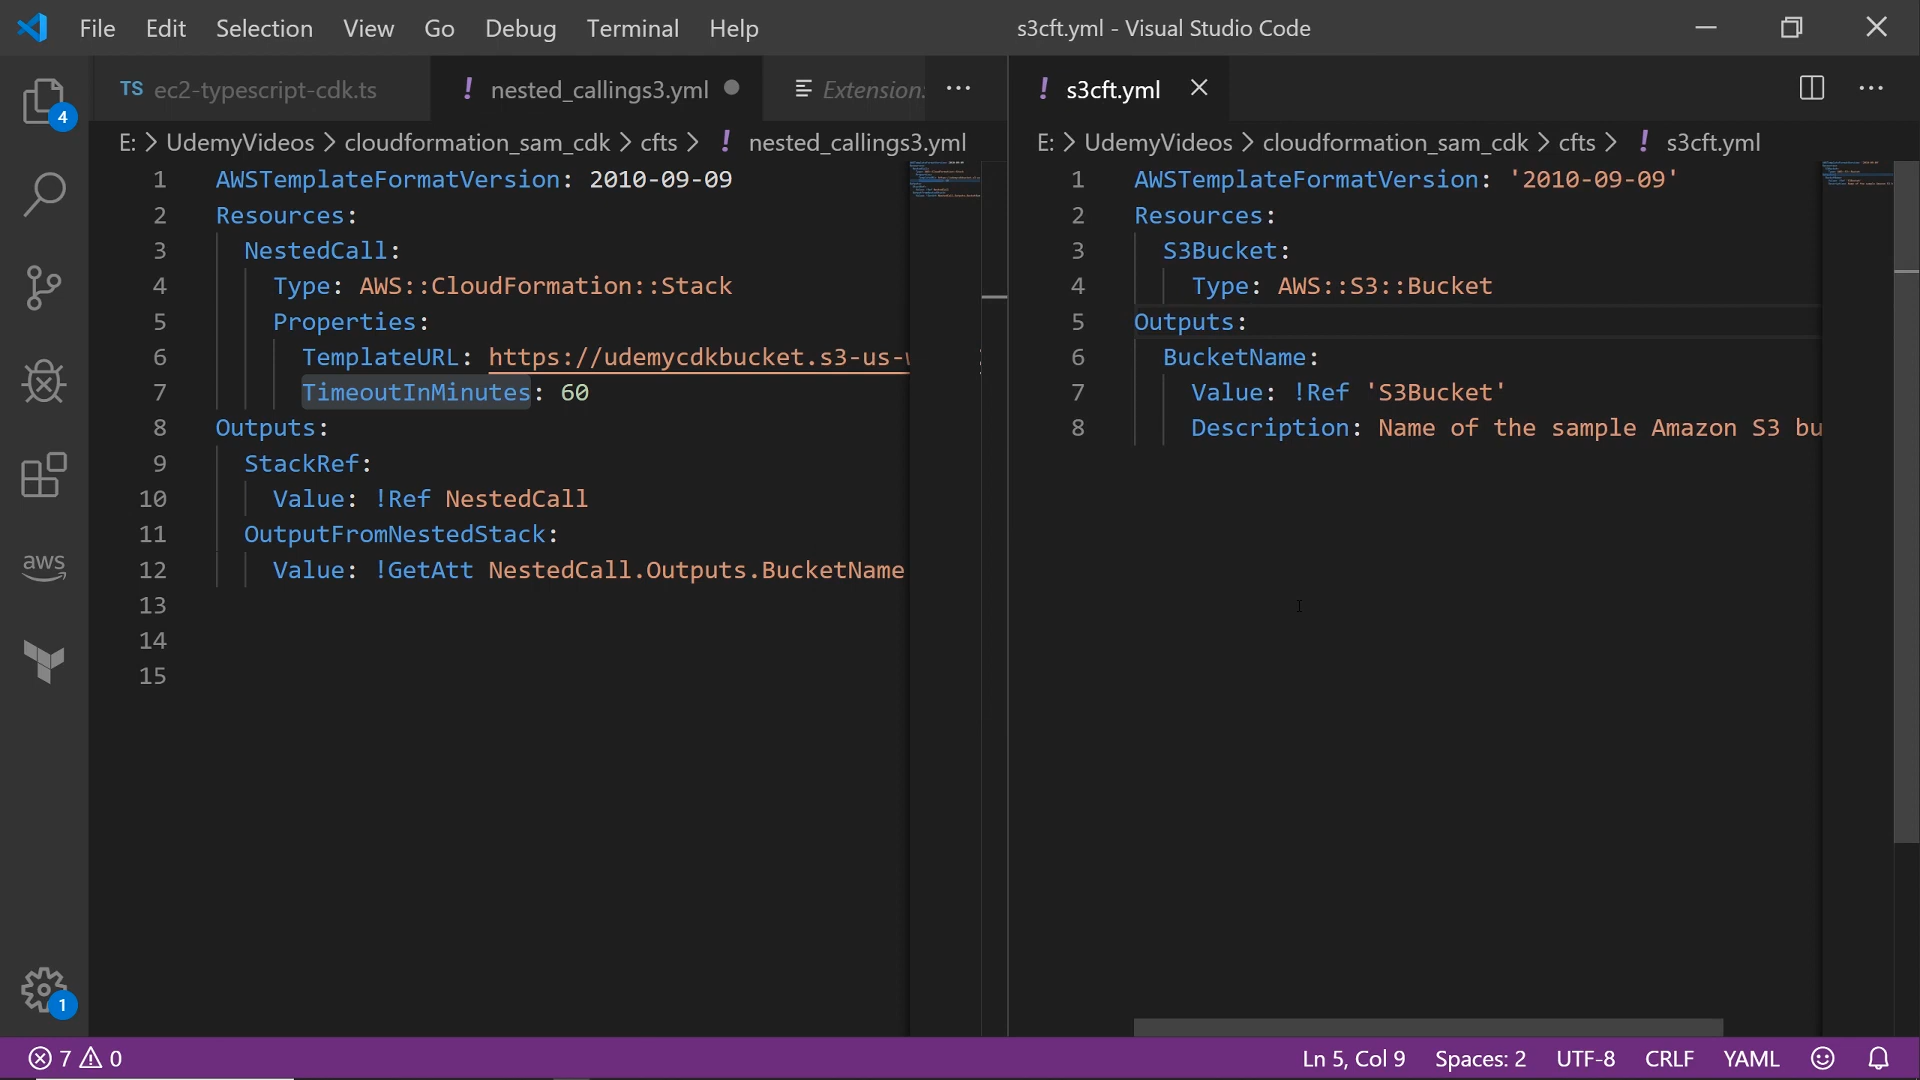 File Edit Selection View Go Debug Terminal Help
s3cft.yml - Visual Studio Code
TS ec2-typescript-cdk.ts
! nested_callings3.yml
Extension
! s3cft.yml
E: > UdemyVideos > cloudformation_sam_cdk > cfts > ! nested_callings3.yml
1 AWSTemplateFormatVersion: 2010-09-09
2 Resources:
3 NestedCall:
4 Type: AWS::CloudFormation::Stack
5 Properties:
6 TemplateURL: https://udemycdkbucket.s3-us-
7 TimeoutInMinutes: 60
8 Outputs:
9 StackRef:
10 Value: !Ref NestedCall
11 OutputFromNestedStack:
12 Value: !GetAtt NestedCall.Outputs.BucketName
13
14
15
E: > UdemyVideos > cloudformation_sam_cdk > cfts > ! s3cft.yml
1 AWSTemplateFormatVersion: '2010-09-09'
2 Resources:
3 S3Bucket:
4 Type: AWS::S3::Bucket
5 Outputs:
6 BucketName:
7 Value: !Ref 'S3Bucket'
8 Description: Name of the sample Amazon S3 bu
4
aws
1
7 0
Ln 5, Col 9 Spaces: 2 UTF-8 CRLF YAML